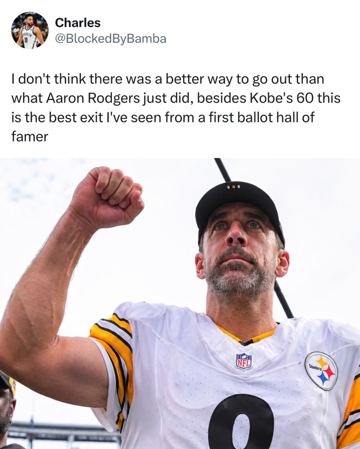 Charles
@BlockedByBamba
I don't think there was a better way to go out than
what Aaron Rodgers just did, besides Kobe's 60 this
is the best exit I've seen from a first ballot hall of
famer
NFL
Steelers
8